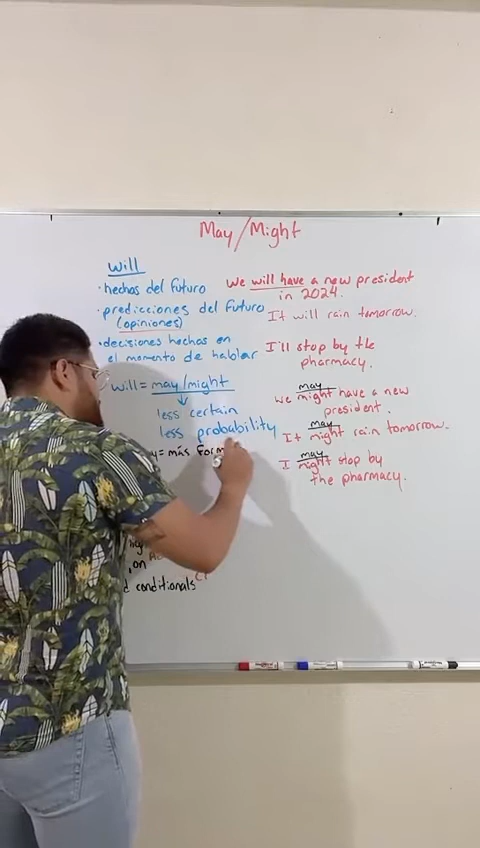 May/Might
will
· hechos del futuro
· predicciones del futuro
(opiniones)
· decisiones hechas en
el momento de hablar
will = may/might
less certain
less probability
y = más Form
on
d conditionals
We will have a new president
in 2024.
It will rain tomorrow.
I'll stop by the
pharmacy.
may
We might have a new
president.
may
It might rain tomorrow.
may
I might stop by
the pharmacy.